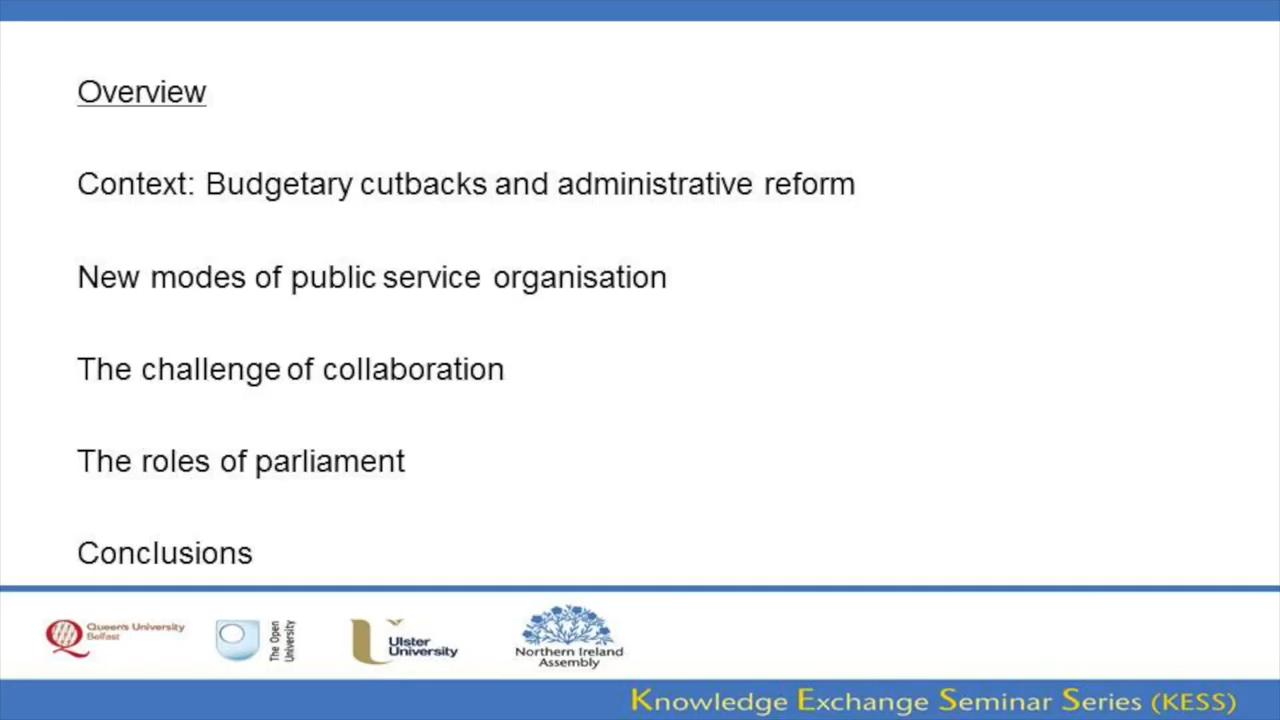 Overview
Context: Budgetary cutbacks and administrative reform
New modes of public service organisation
The challenge of collaboration
The roles of parliament
Conclusions
Queen's University
Belfast
The Open
University
Ulster
University
Northern Ireland
Assembly
Knowledge Exchange Seminar Series (KESS)